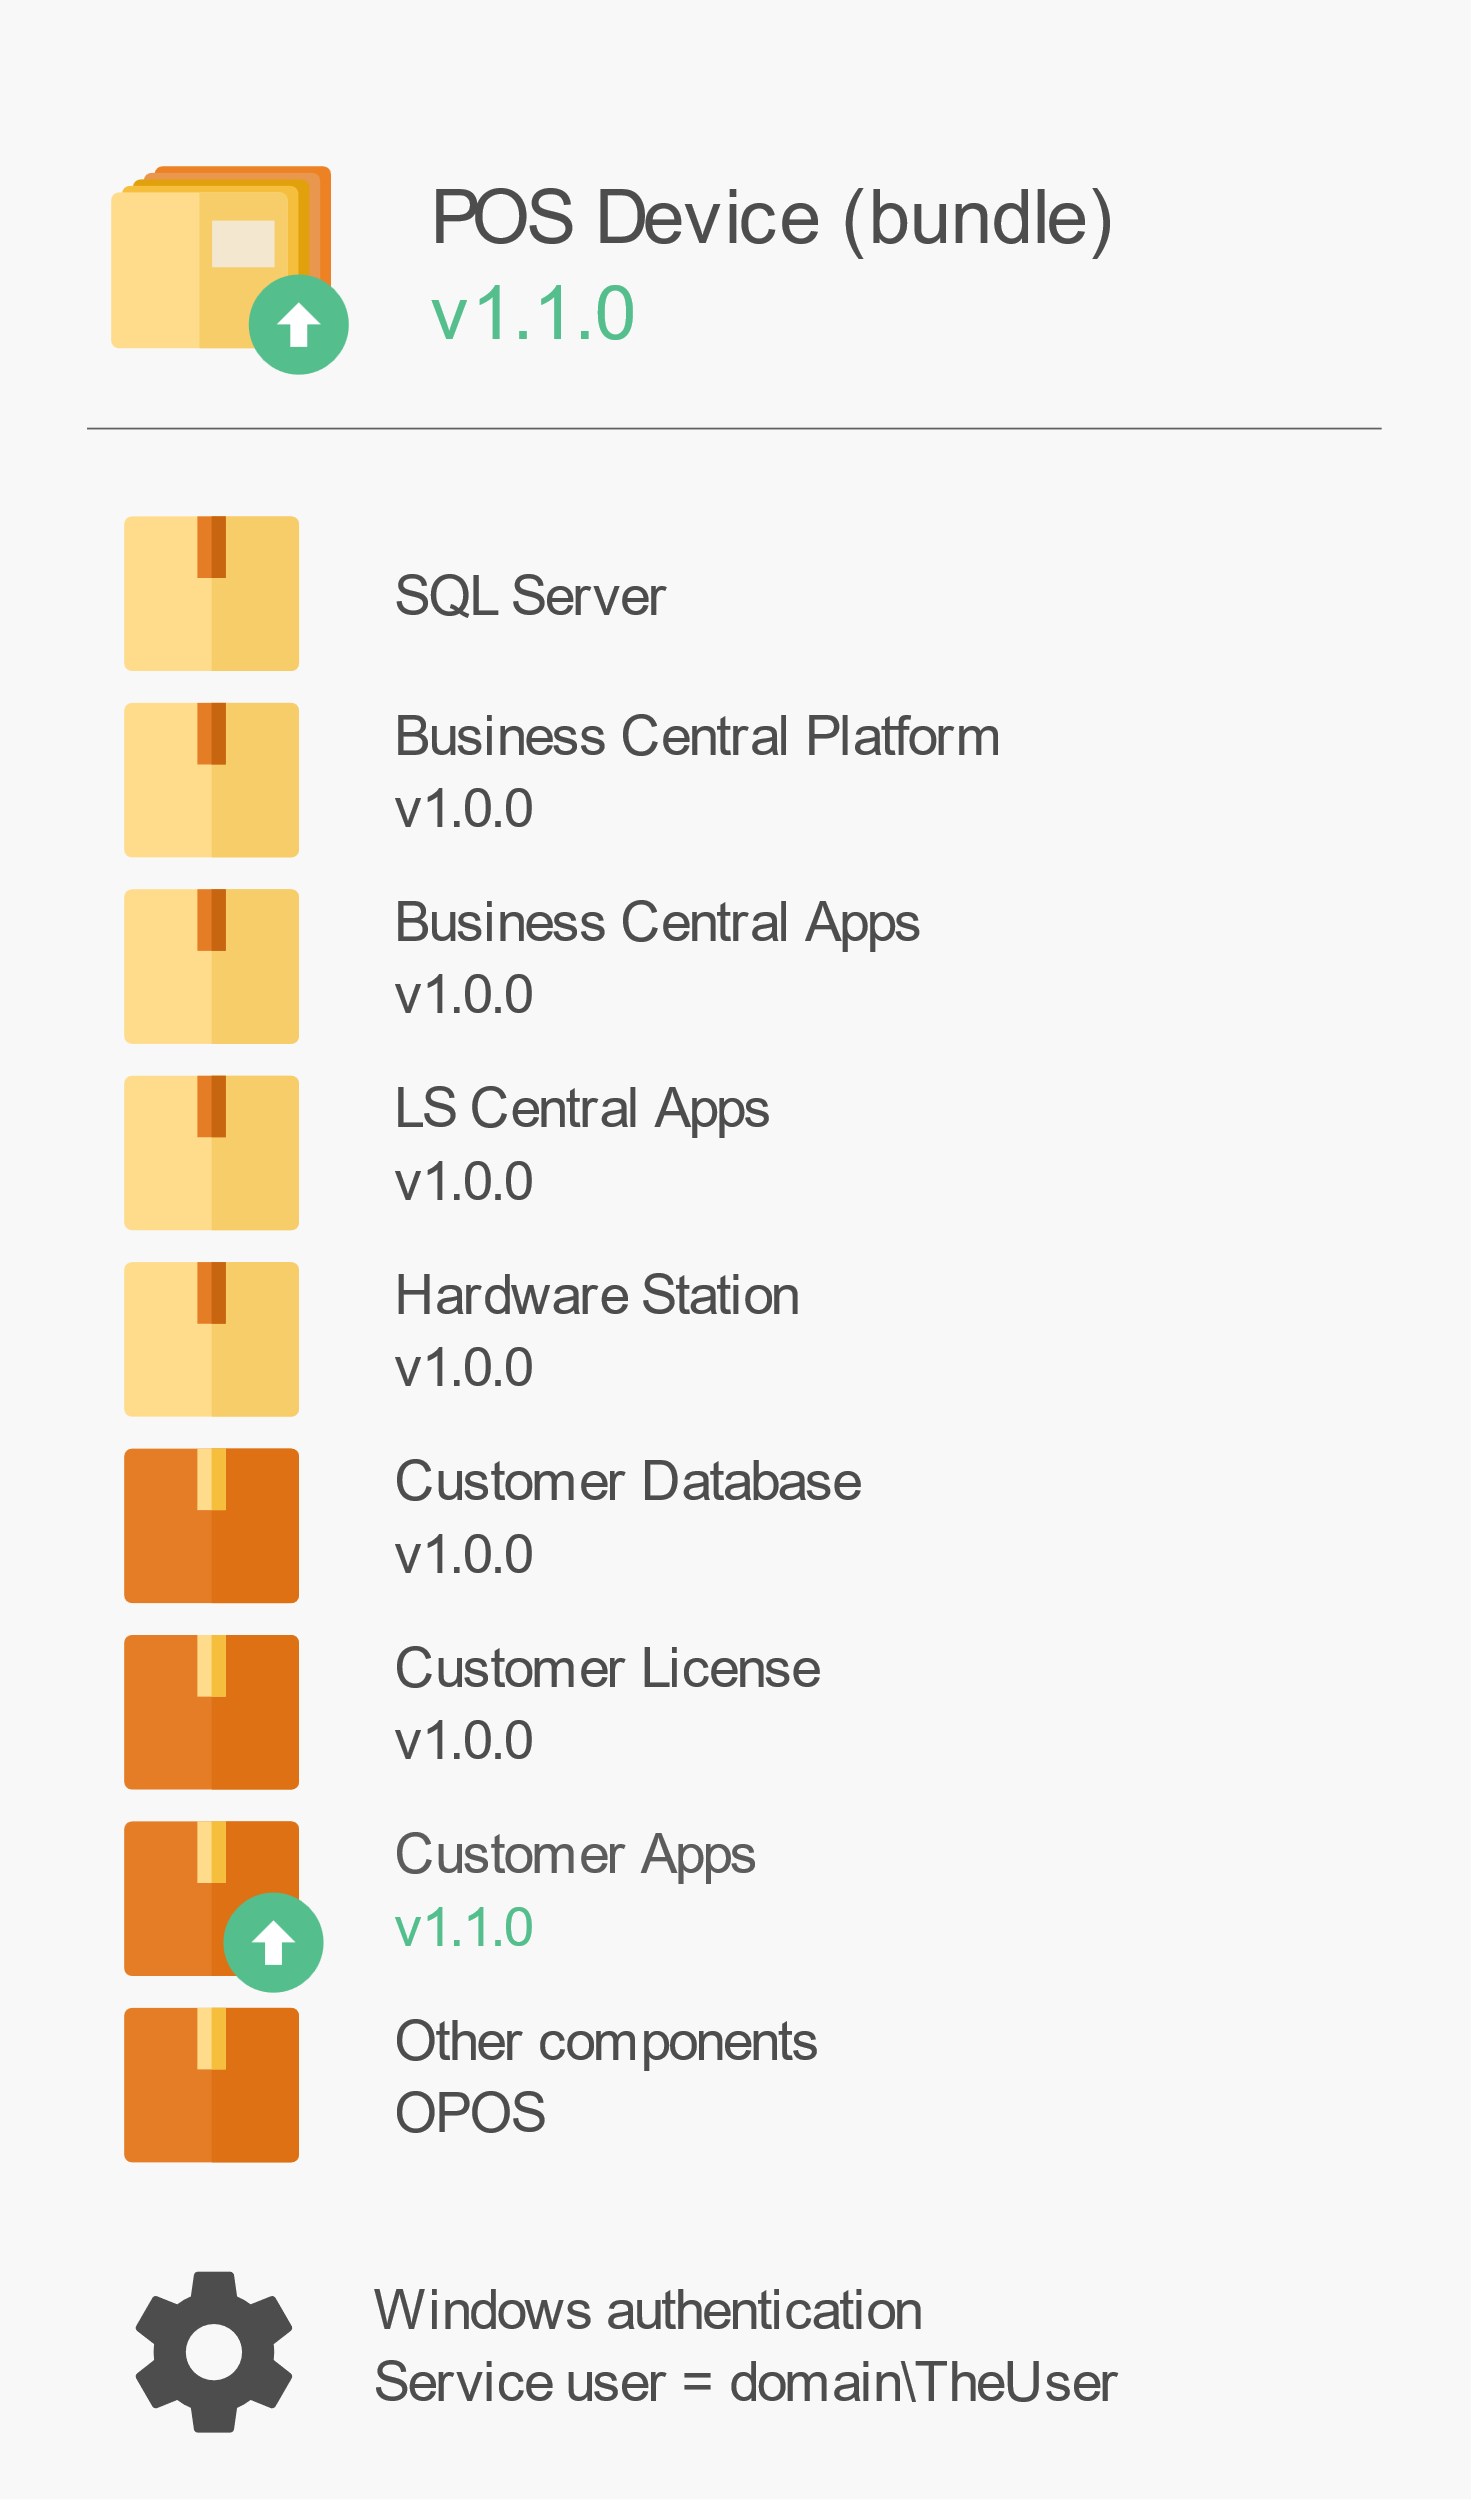 POS Device (bundle)
v1.1.0
SQL Server
Business Central Platform
v1.0.0
Business Central Apps
v1.0.0
LS Central Apps
v1.0.0
Hardware Station
v1.0.0
Customer Database
v1.0.0
Customer License
v1.0.0
Customer Apps
v1.1.0
Other components
OPOS
Windows authentication
Service user = domain\TheUser